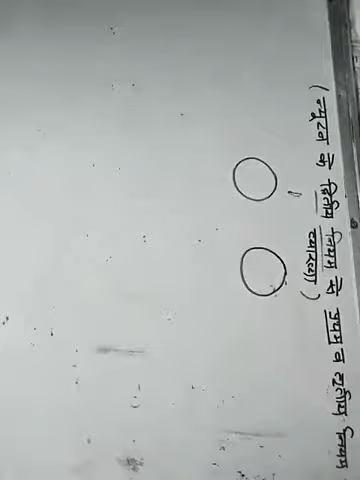 ( न्यूटन के द्वितीय नियम से प्रथम व तृतीय नियम
व्याख्या )